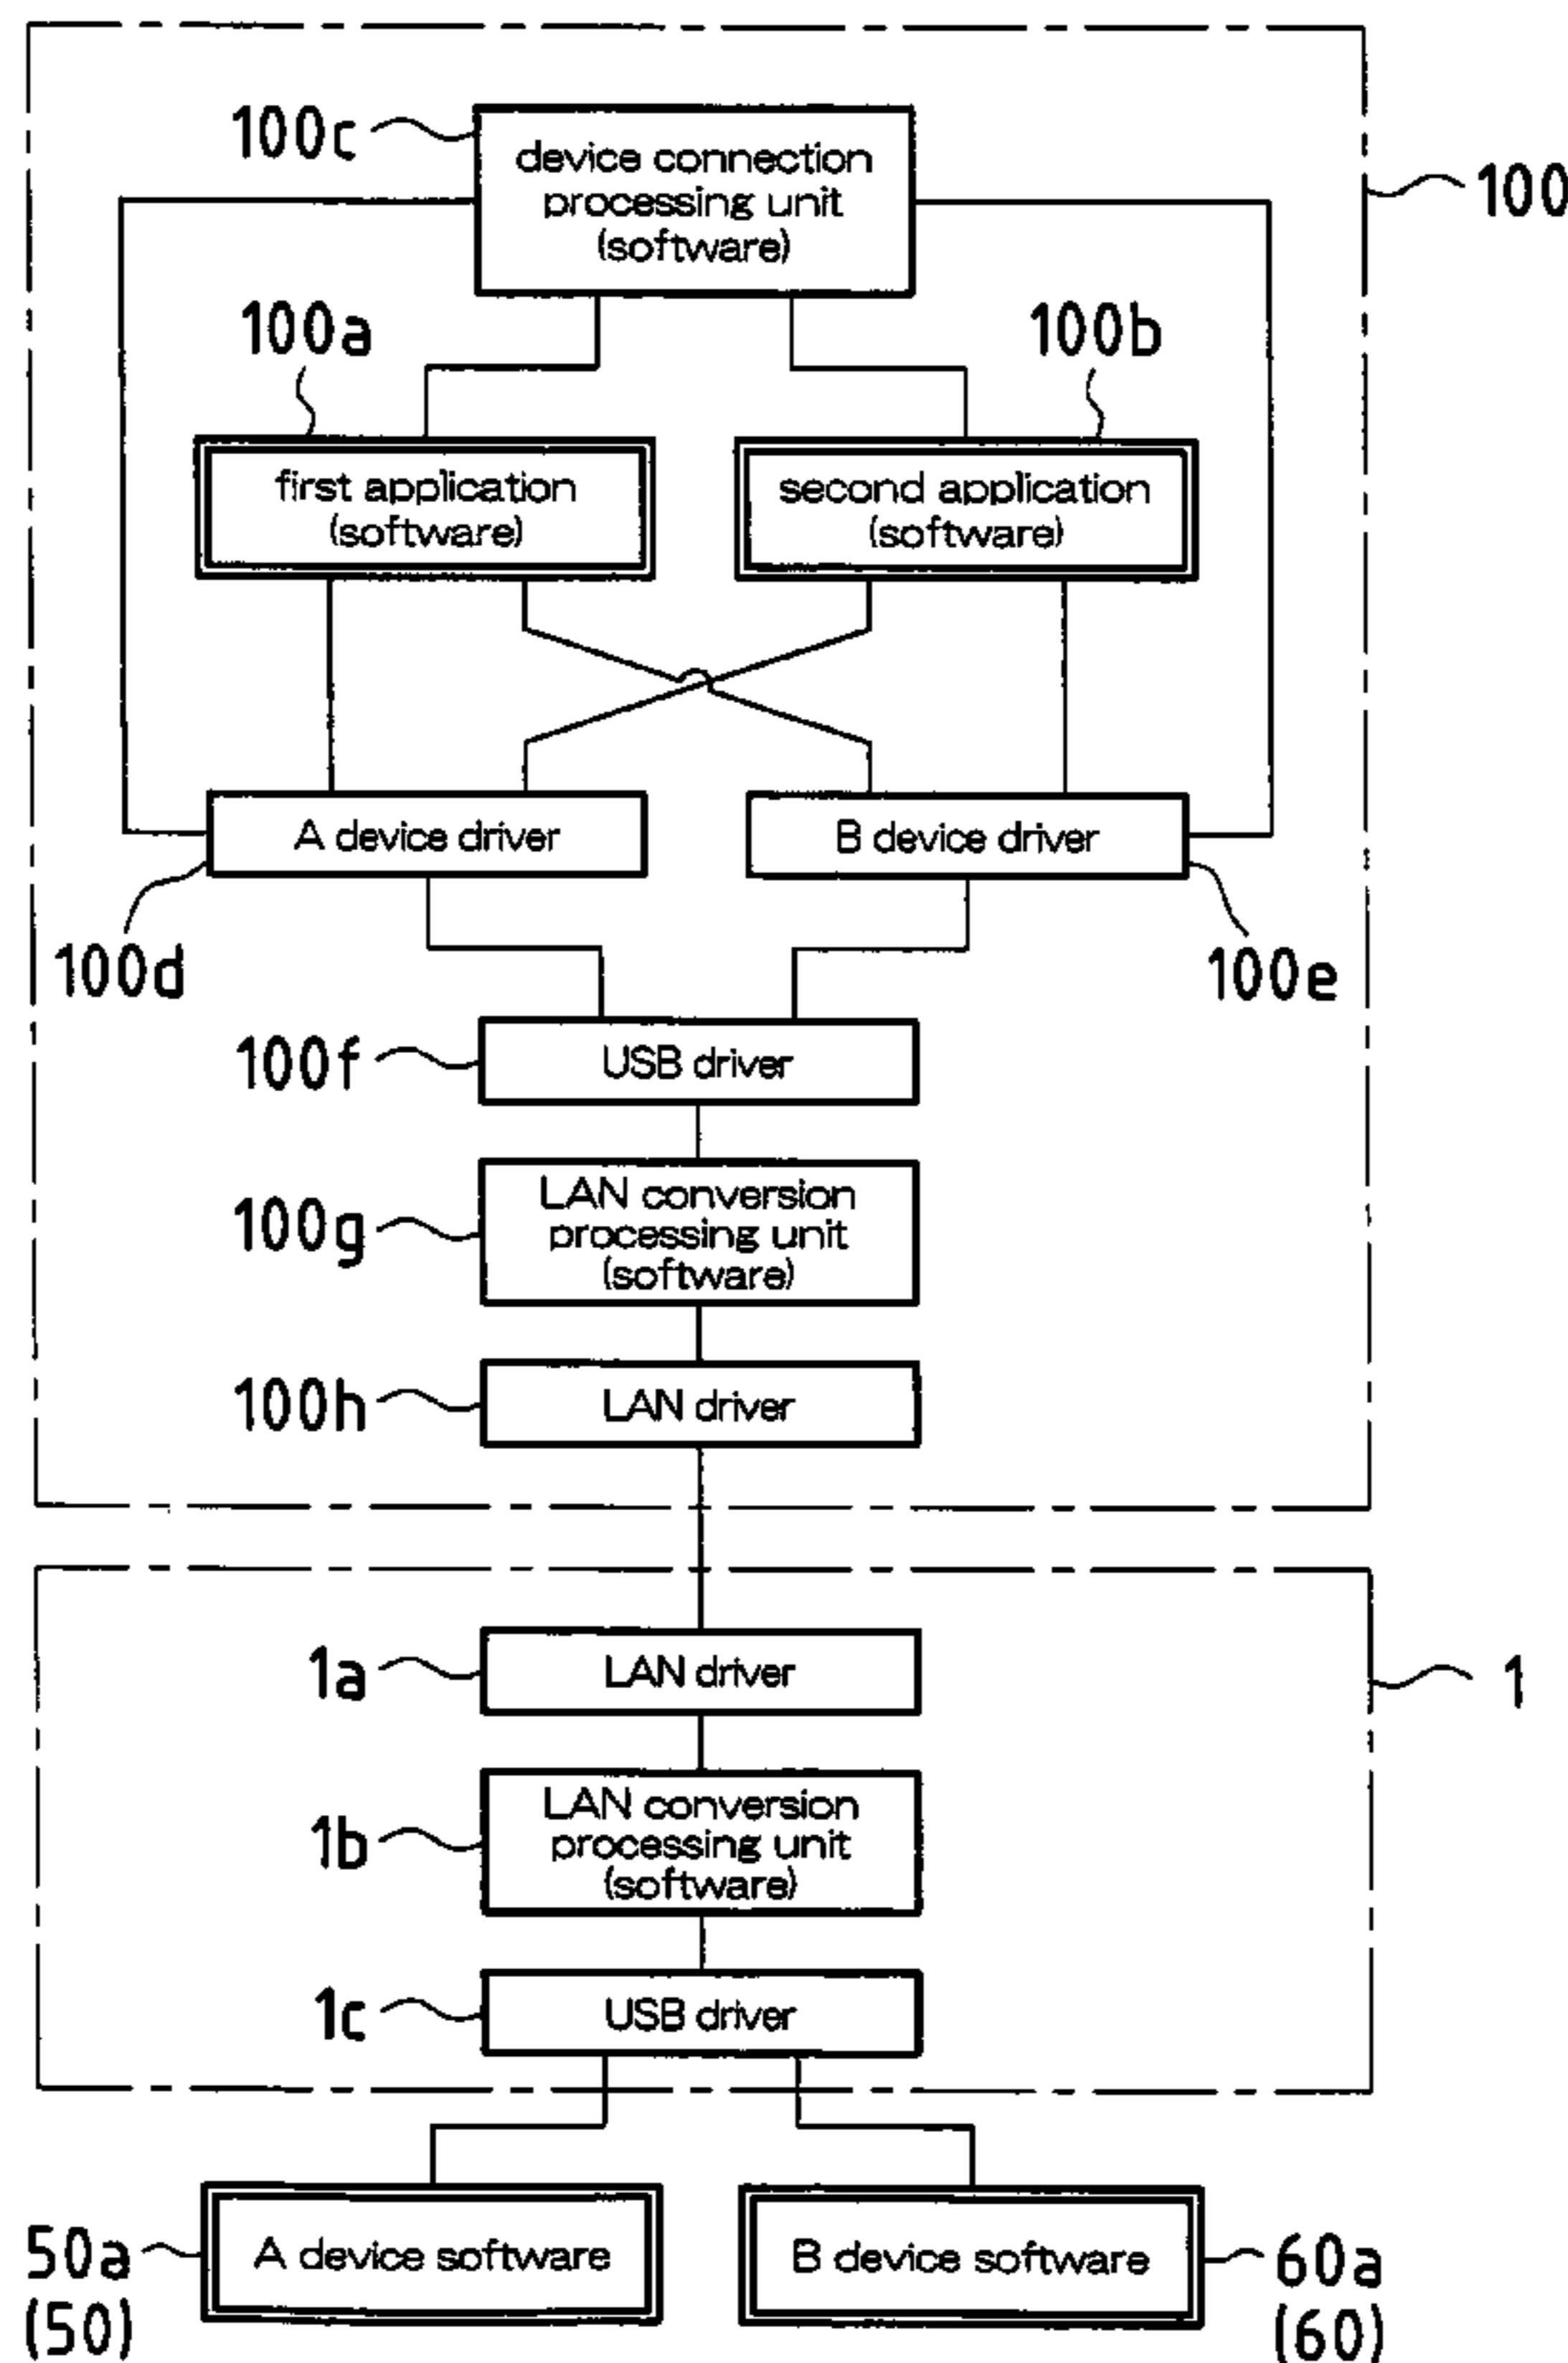 100c
device connection
processing unit
(software)
100
100a
100b
first application
(software)
second application
(software)
A device driver
B device driver
100d
100e
100f
USB driver
100g
LAN conversion
processing unit
(software)
100h
LAN driver
1a
LAN driver
1
1b
LAN conversion
processing unit
(software)
1c
USB driver
50a
(50)
A device software
B device software
60a
(60)